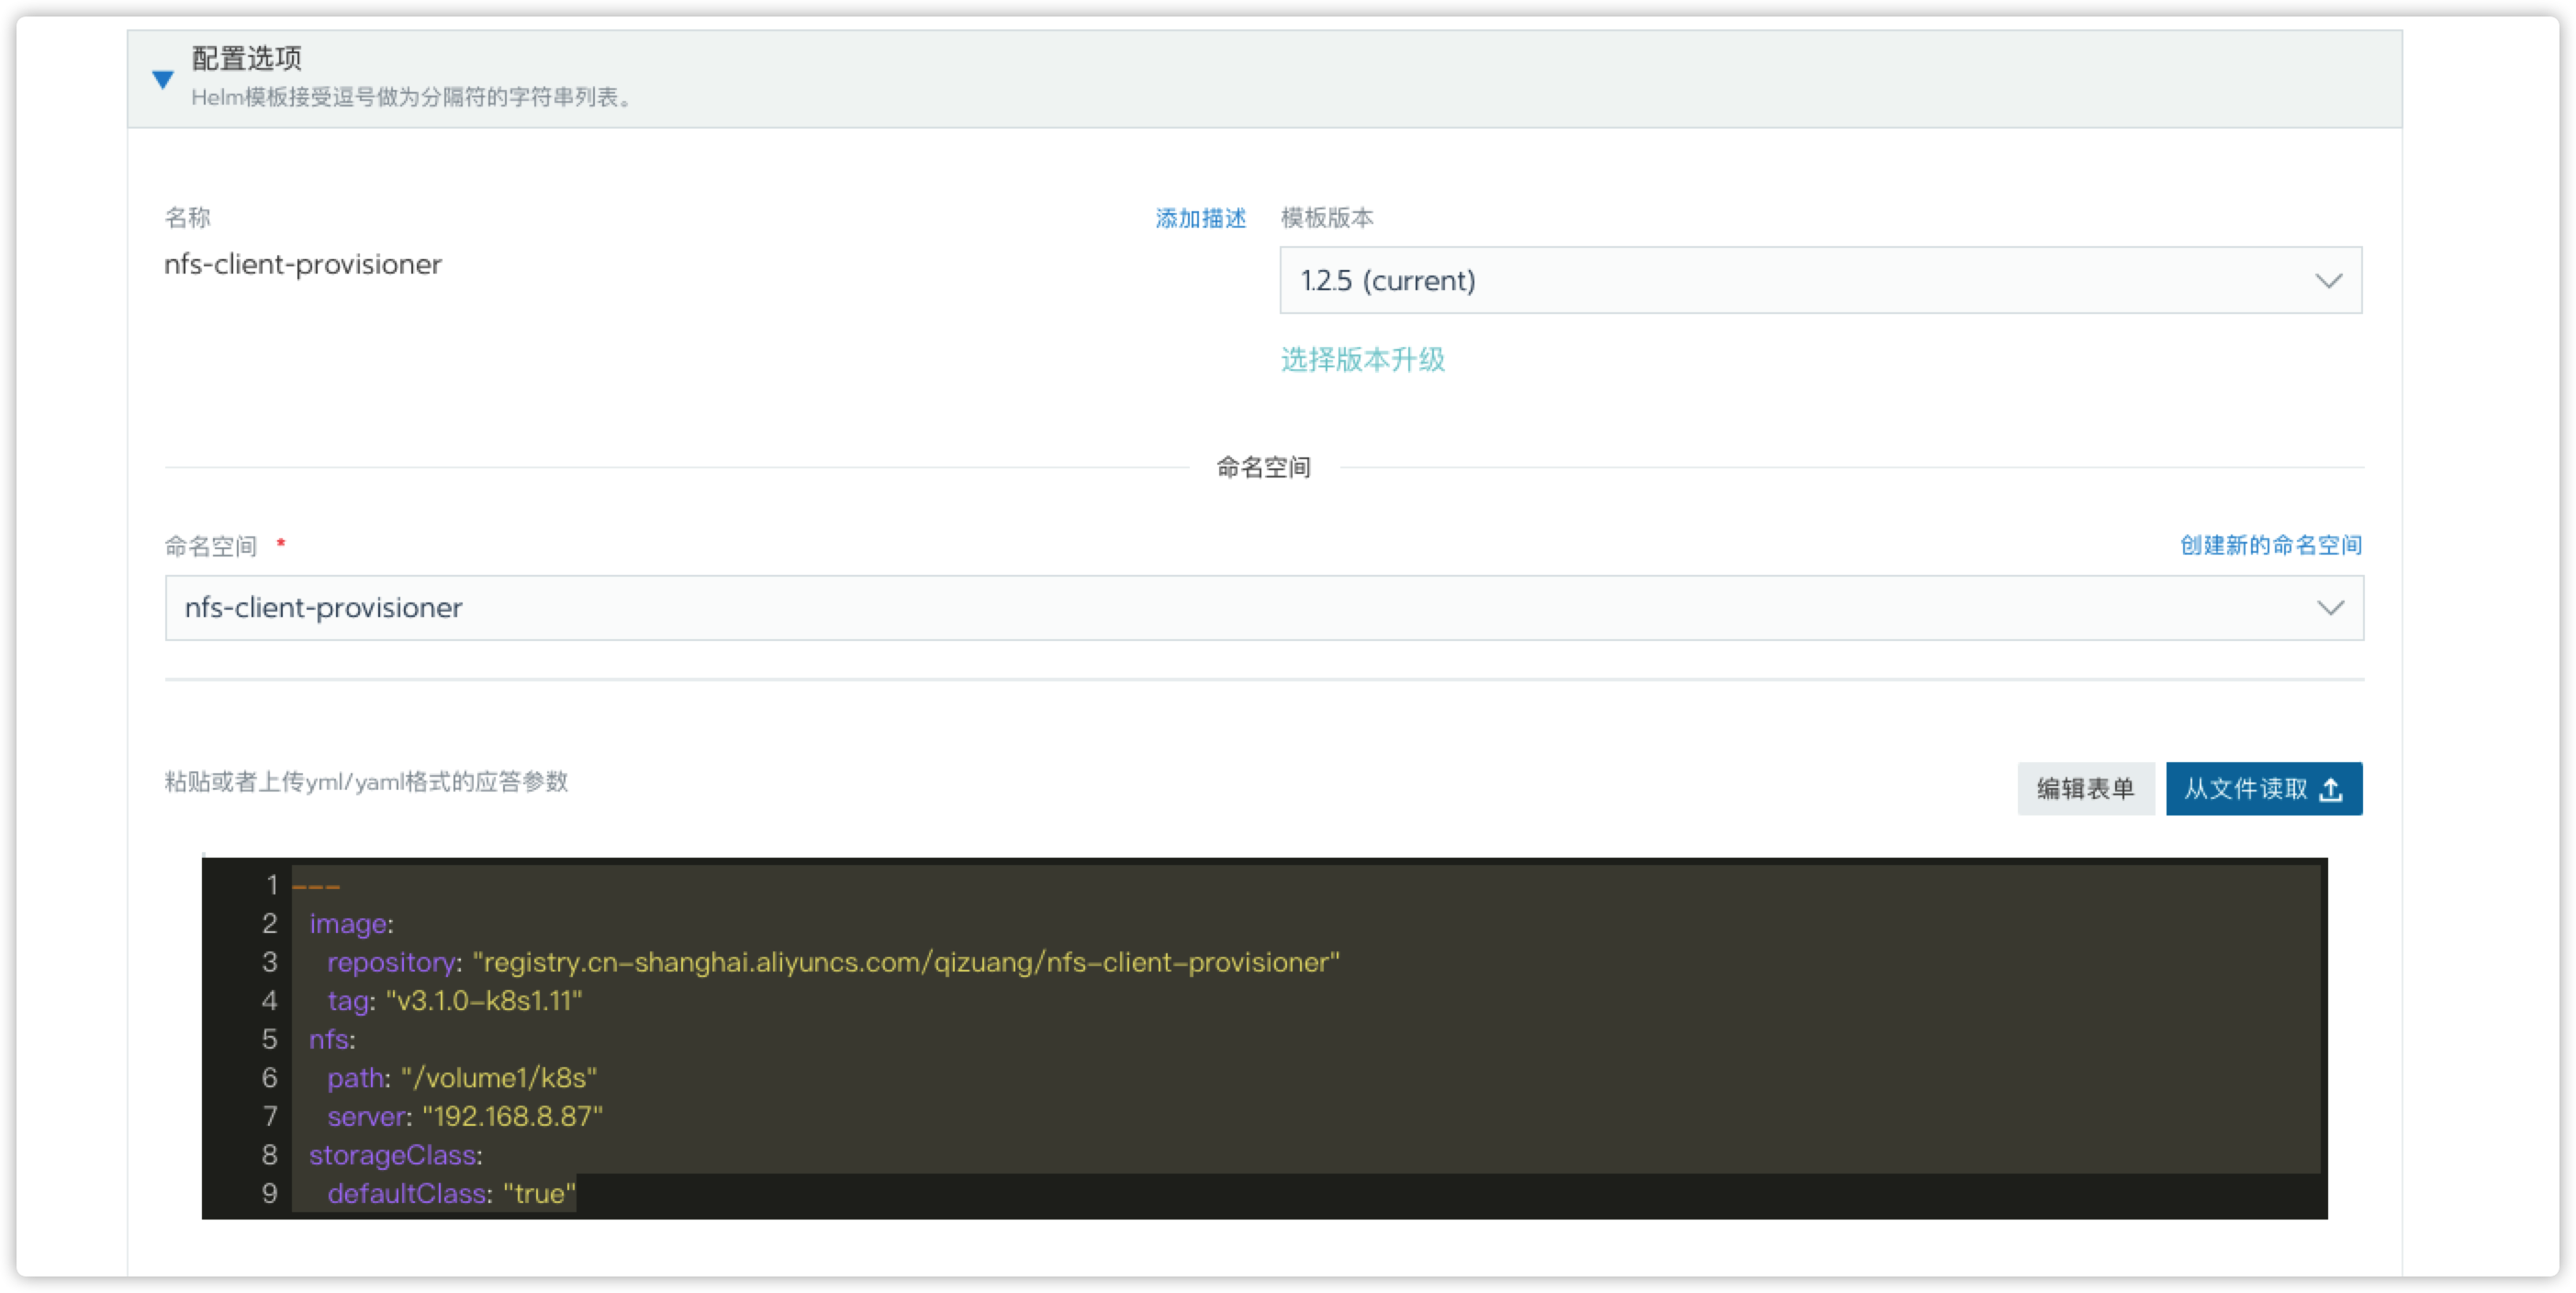 配置选项
Helm模板接受逗号做为分隔符的字符串列表。
名称
添加描述
nfs-client-provisioner
模板版本
1.2.5 (current)
选择版本升级
命名空间
命名空间 *
创建新的命名空间
nfs-client-provisioner
粘贴或者上传yml/yaml格式的应答参数
编辑表单
从文件读取
1 ---
2 image:
3 repository: "registry.cn-shanghai.aliyuncs.com/qizuang/nfs-client-provisioner"
4 tag: "v3.1.0-k8s1.11"
5 nfs:
6 path: "/volume1/k8s"
7 server: "192.168.8.87"
8 storageClass:
9 defaultClass: "true"